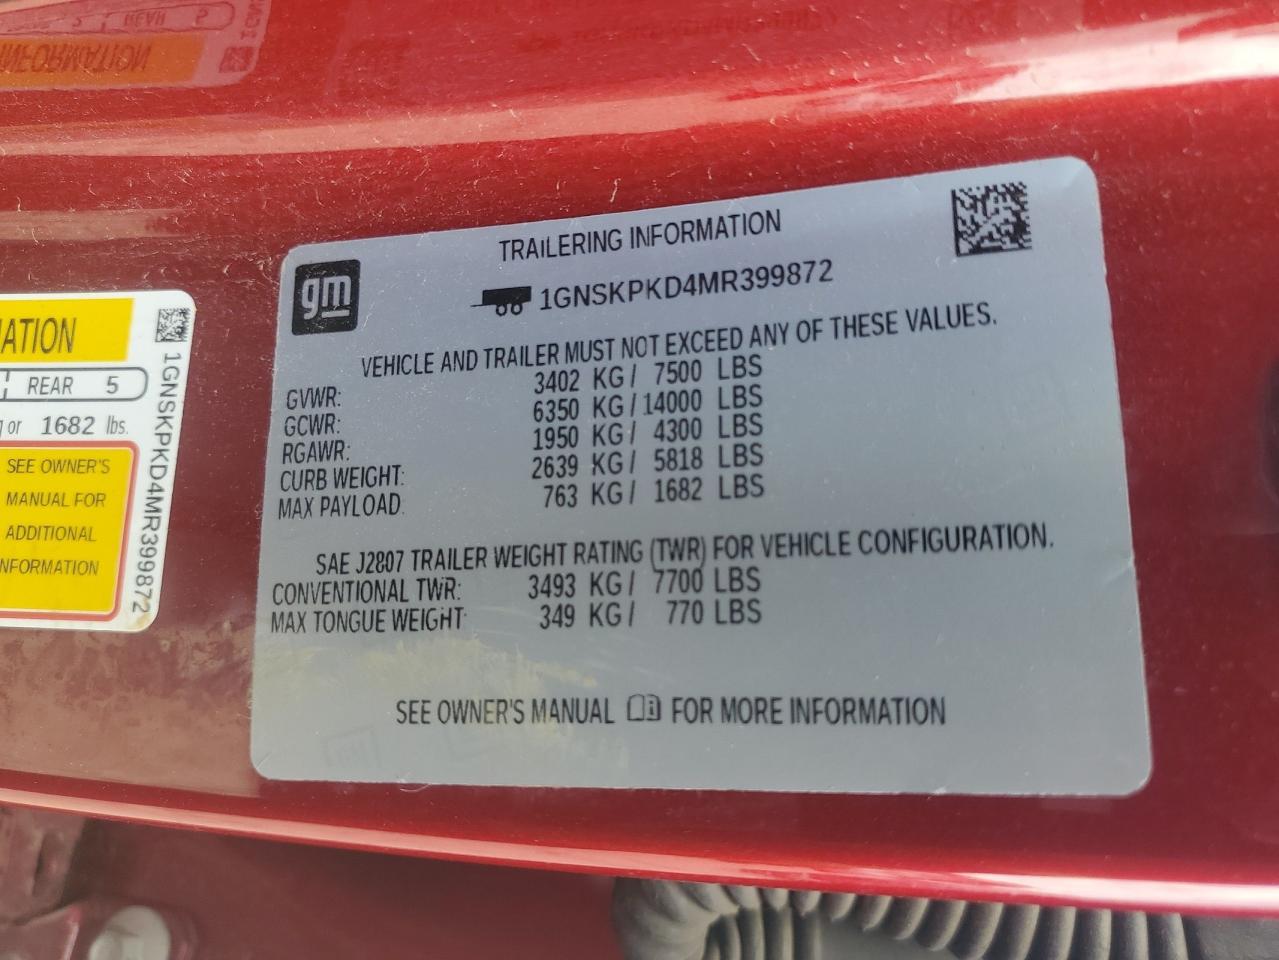 INFORMATION
REAR 5
TRAILERING INFORMATION
gm
1GNSKPKD4MR399872
VEHICLE AND TRAILER MUST NOT EXCEED ANY OF THESE VALUES.
GVWR: 3402 KG/ 7500 LBS
GCWR: 6350 KG/14000 LBS
RGAWR: 1950 KG/ 4300 LBS
CURB WEIGHT: 2639 KG/ 5818 LBS
MAX PAYLOAD: 763 KG/ 1682 LBS
SAE J2807 TRAILER WEIGHT RATING (TWR) FOR VEHICLE CONFIGURATION.
CONVENTIONAL TWR: 3493 KG/ 7700 LBS
MAX TONGUE WEIGHT: 349 KG/ 770 LBS
SEE OWNER'S MANUAL FOR MORE INFORMATION
ATION
REAR 5
g or 1682 lbs.
SEE OWNER'S
MANUAL FOR
ADDITIONAL
NFORMATION
1GNSKPKD4MR399872